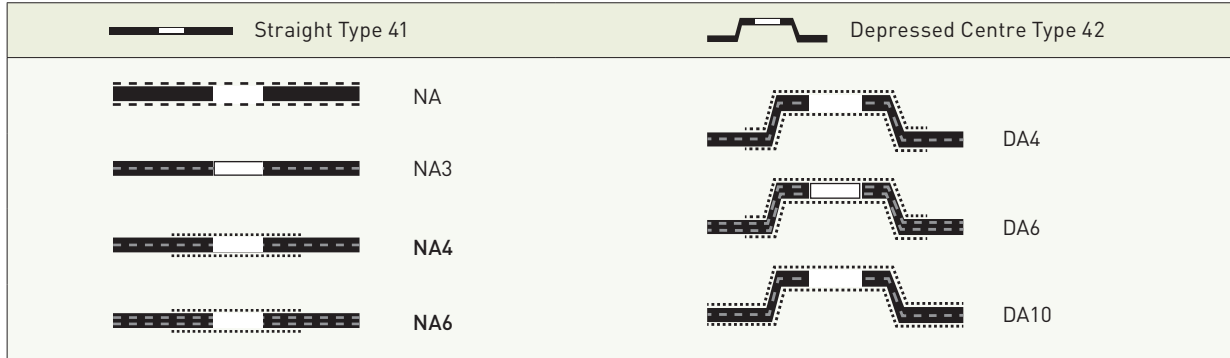 Straight Type 41
Depressed Centre Type 42
NA
NA3
NA4
NA6
DA4
DA6
DA10